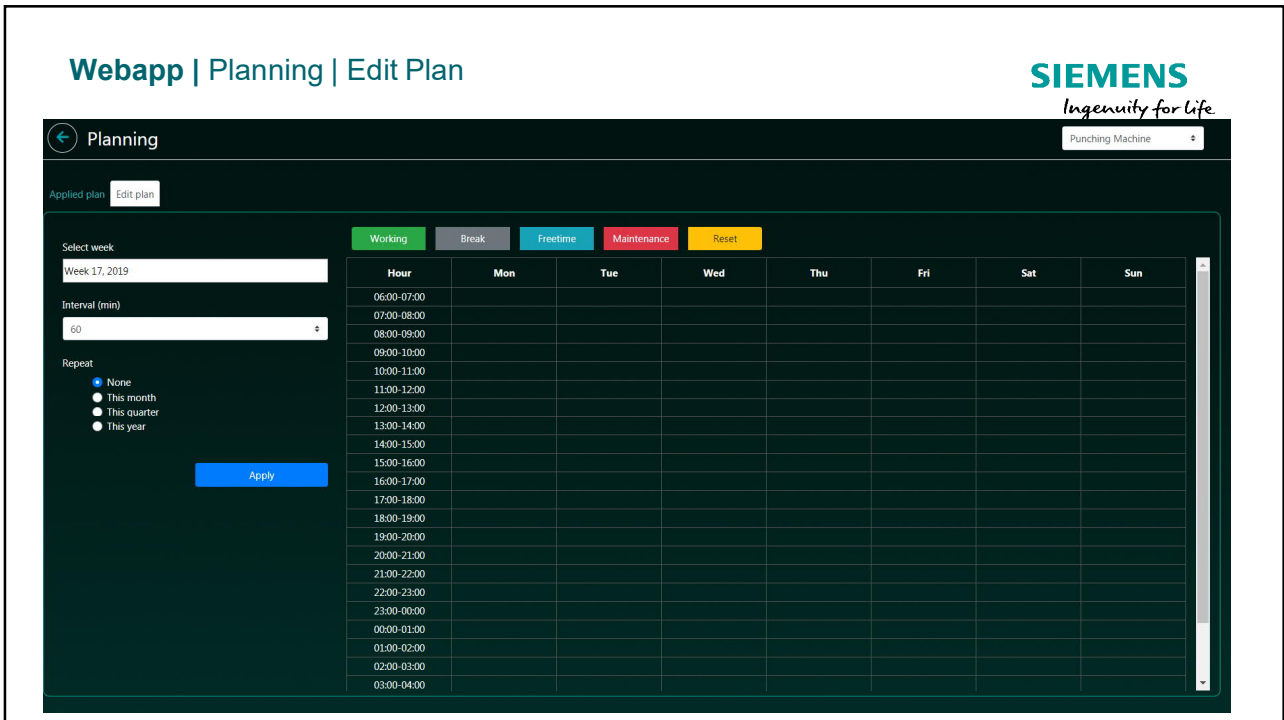 Webapp | Planning | Edit Plan
SIEMENS
Ingenuity for life
Planning
Punching Machine
Applied plan Edit plan
Select week
Week 17, 2019
Interval (min)
60
Repeat
None
This month
This quarter
This year
Apply
Working Break Freetime Maintenance Reset
Hour Mon Tue Wed Thu Fri Sat Sun
06:00-07:00
07:00-08:00
08:00-09:00
09:00-10:00
10:00-11:00
11:00-12:00
12:00-13:00
13:00-14:00
14:00-15:00
15:00-16:00
16:00-17:00
17:00-18:00
18:00-19:00
19:00-20:00
20:00-21:00
21:00-22:00
22:00-23:00
23:00-00:00
00:00-01:00
01:00-02:00
02:00-03:00
03:00-04:00